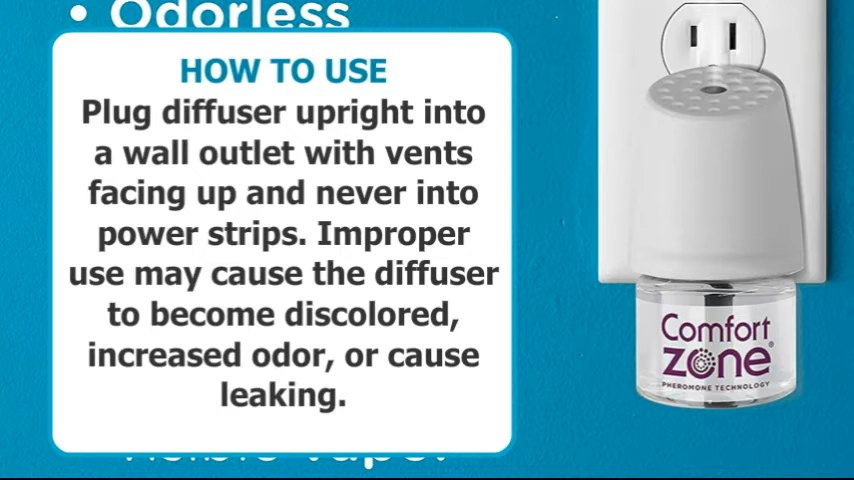 • Odorless
HOW TO USE
Plug diffuser upright into
a wall outlet with vents
facing up and never into
power strips. Improper
use may cause the diffuser
to become discolored,
increased odor, or cause
leaking.
Comfort
zone®
PHEROMONE TECHNOLOGY